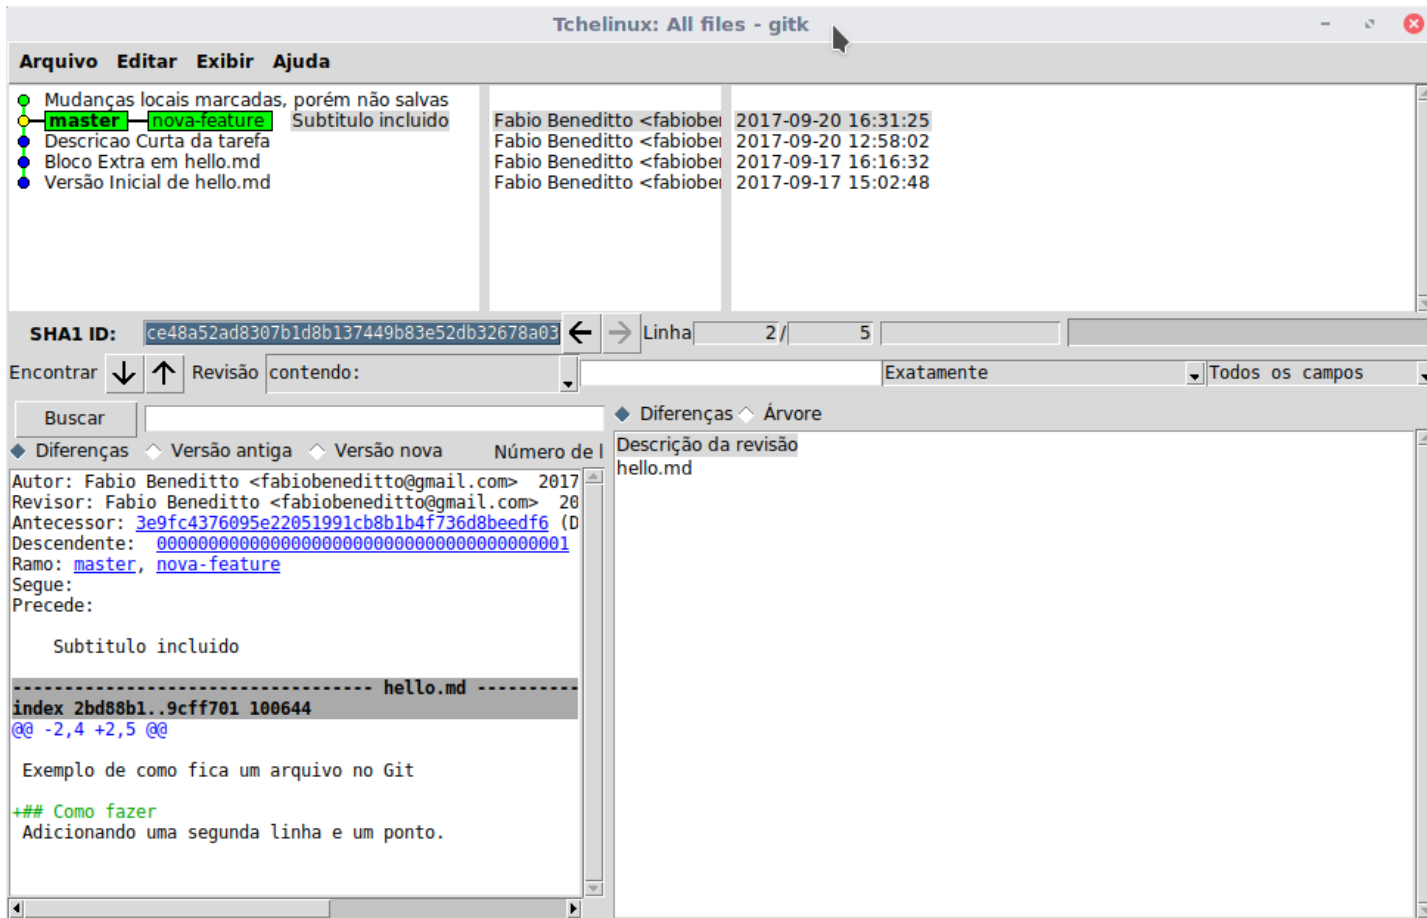 Tchelinux: All files - gitk
Arquivo Editar Exibir Ajuda
Mudanças locais marcadas, porém não salvas
master nova-feature Subtitulo incluido Fabio Beneditto <fabiober 2017-09-20 16:31:25
Descricao Curta da tarefa Fabio Beneditto <fabiober 2017-09-20 12:58:02
Bloco Extra em hello.md Fabio Beneditto <fabiober 2017-09-17 16:16:32
Versão Inicial de hello.md Fabio Beneditto <fabiober 2017-09-17 15:02:48
SHA1 ID: ce48a52ad8307b1d8b137449b83e52db32678a03 Linha 2/ 5
Encontrar Revisão contendo: Exatamente Todos os campos
Buscar
Diferenças Versão antiga Versão nova Número de l
Autor: Fabio Beneditto <fabiobeneditto@gmail.com> 2017
Revisor: Fabio Beneditto <fabiobeneditto@gmail.com> 20
Antecessor: 3e9fc4376095e22051991cb8b1b4f736d8beedf6 (D
Descendente: 0000000000000000000000000000000000000001
Ramo: master, nova-feature
Segue:
Precede:
Subtitulo incluido
----------------------------------- hello.md ----------
index 2bd88b1..9cff701 100644
@@ -2,4 +2,5 @@
Exemplo de como fica um arquivo no Git
+## Como fazer
Adicionando uma segunda linha e um ponto.
Diferenças Árvore
Descrição da revisão
hello.md